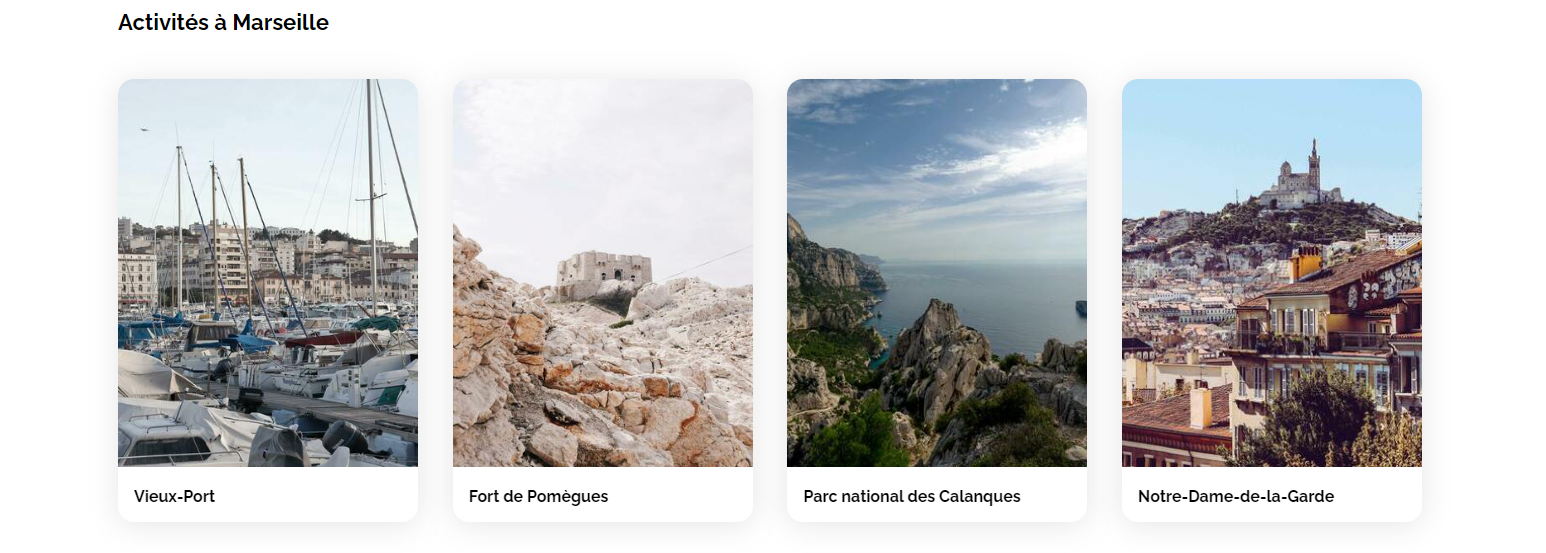 Activités à Marseille
Vieux-Port
Fort de Pomègues
Parc national des Calanques
Notre-Dame-de-la-Garde